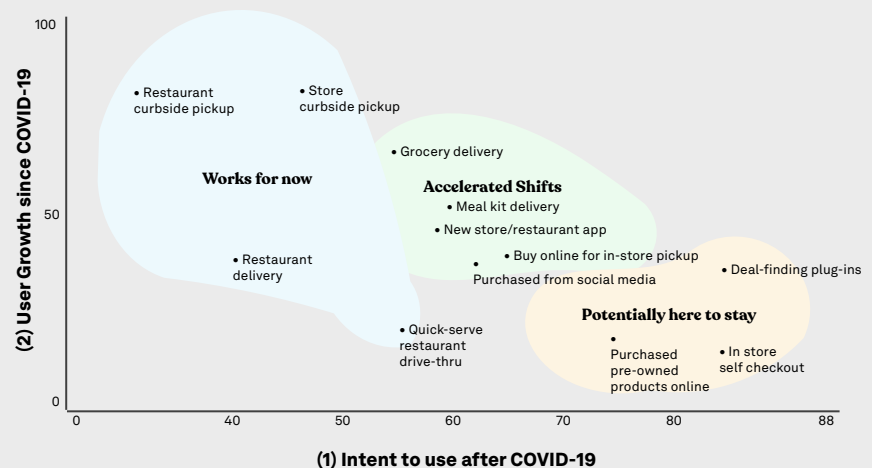 (2) User Growth since COVID-19
100
50
0
• Restaurant
curbside pickup
• Store
curbside pickup
Works for now
• Restaurant
delivery
• Quick-serve
restaurant
drive-thru
• Grocery delivery
Accelerated Shifts
• Meal kit delivery
• New store/restaurant app
• Buy online for in-store pickup
•
Purchased from social media
• Deal-finding plug-ins
Potentially here to stay
•
Purchased
pre-owned
products online
• In store
self checkout
0 40 50 60 70 80 88
(1) Intent to use after COVID-19